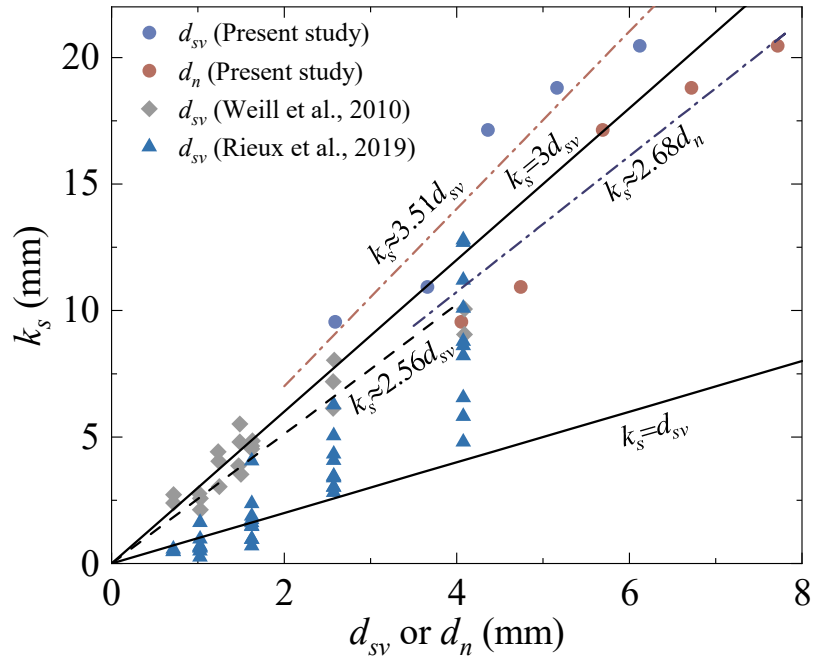 d_sv (Present study)
d_n (Present study)
d_sv (Weill et al., 2010)
d_sv (Rieux et al., 2019)
k_s≈3.51d_sv
k_s=3d_sv
k_s≈2.68d_n
k_s≈2.56d_sv
k_s=d_sv
k_s (mm)
20
15
10
5
0
0
2
4
6
8
d_sv or d_n (mm)